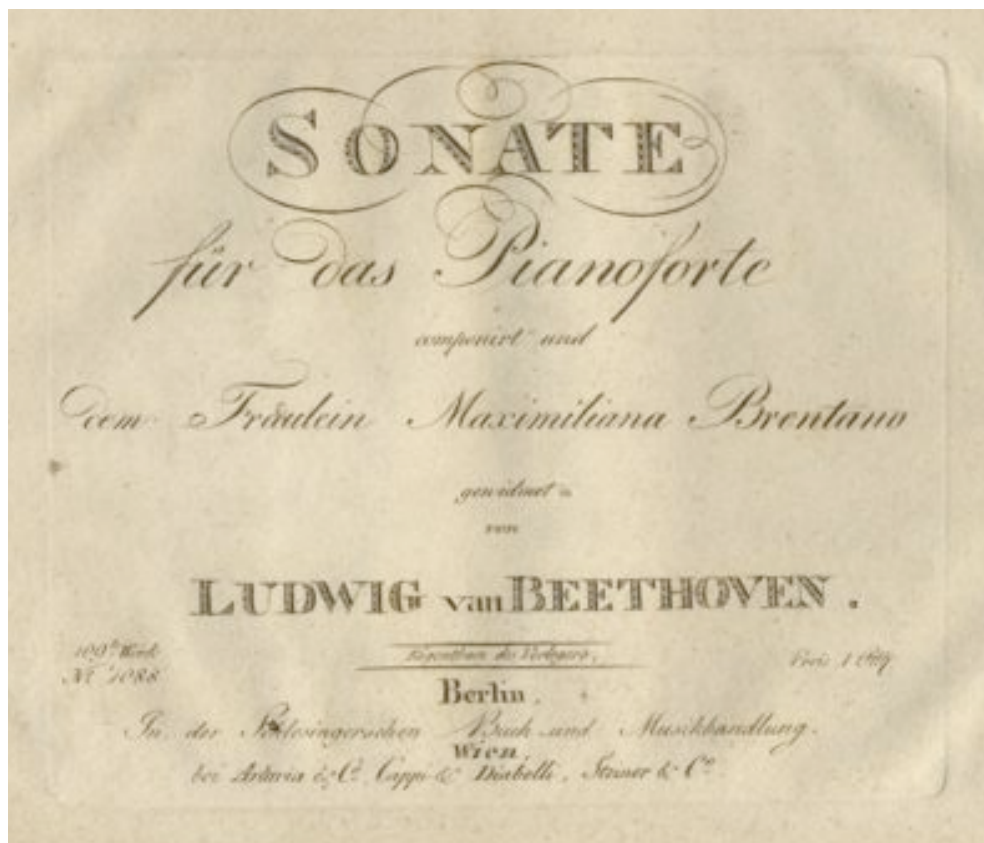 SONATE
für das Pianoforte
componirt und
dem Fräulein Maximiliana Brentano
gewidmet
von
LUDWIG van BEETHOVEN.
109tes Werk
Eigenthum des Verlegers.
Preis 1
No. 1088
Berlin.
In der Schlesingerschen Buch und Musikhandlung.
Wien,
bei Artaria & Co. Cappi & Diabelli, Steiner & Co.